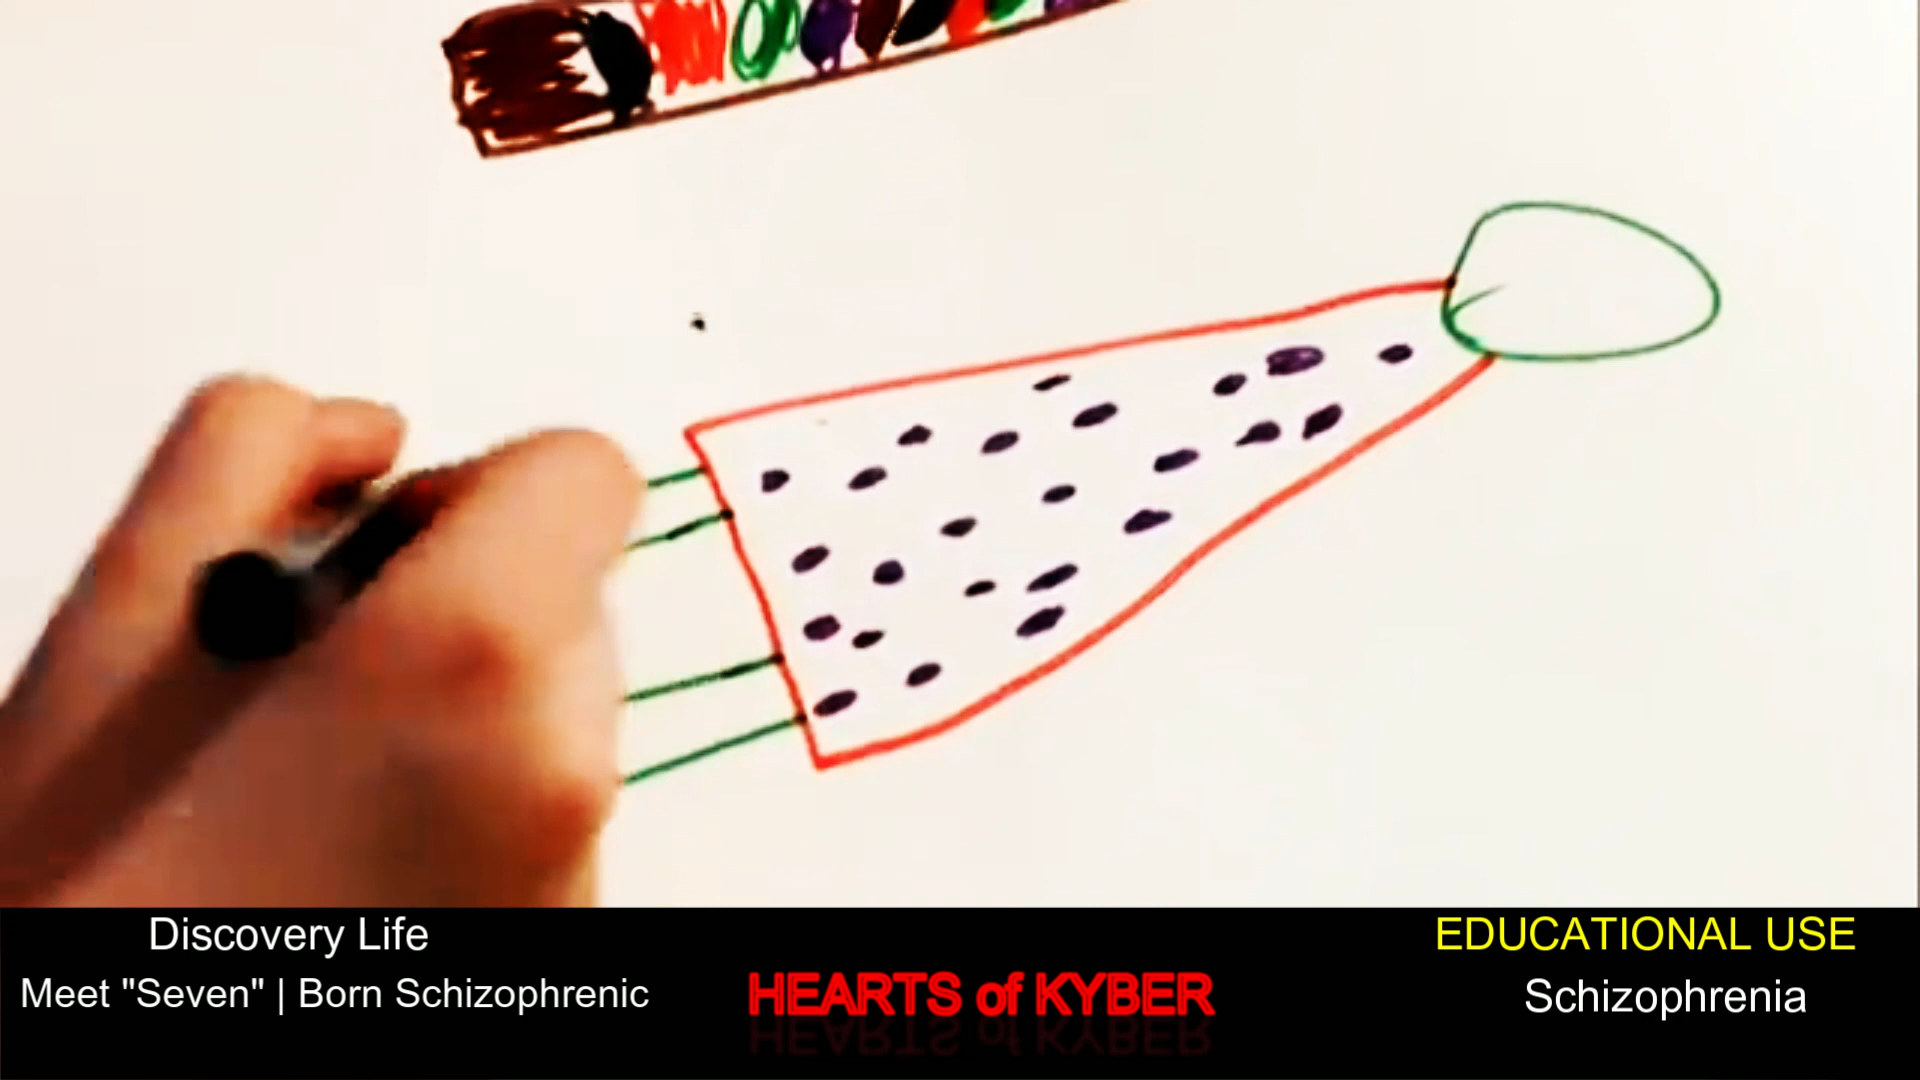 Discovery Life
Meet "Seven" | Born Schizophrenic
HEARTS of KYBER
EDUCATIONAL USE
Schizophrenia